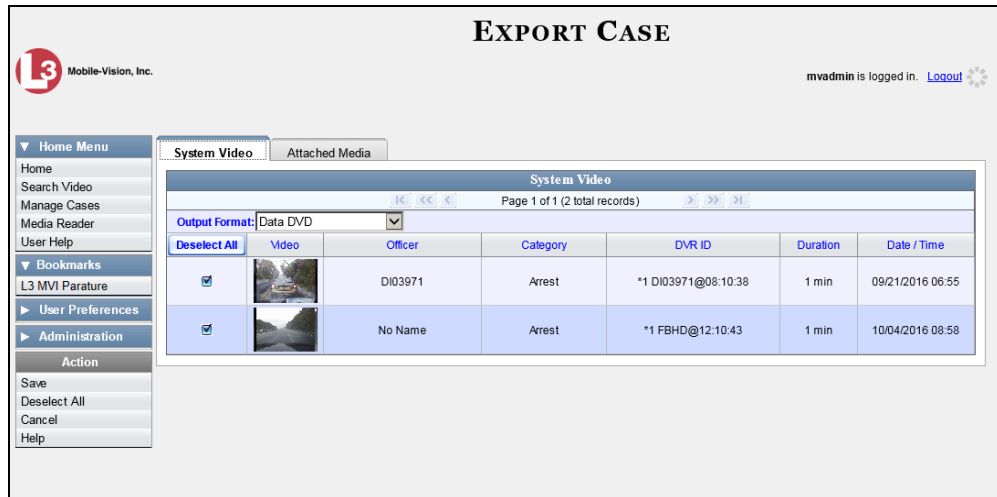 EXPORT CASE
L3 Mobile-Vision, Inc.
mvadmin is logged in. Logout
▼ Home Menu
Home
Search Video
Manage Cases
Media Reader
User Help
▼ Bookmarks
L3 MVI Parature
▶ User Preferences
▶ Administration
Action
Save
Deselect All
Cancel
Help
System Video Attached Media
System Video
|< << < Page 1 of 1 (2 total records) > >> >|
Output Format: Data DVD
Deselect All Video Officer Category DVR ID Duration Date / Time
DI03971 Arrest *1 DI03971@08:10:38 1 min 09/21/2016 06:55
No Name Arrest *1 FBHD@12:10:43 1 min 10/04/2016 08:58